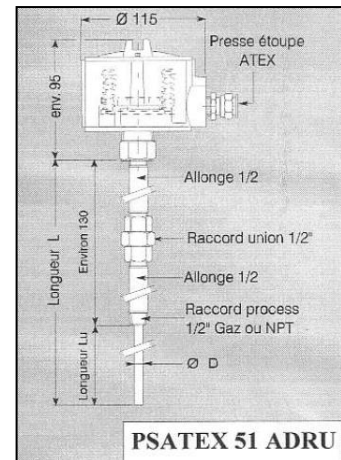 Ø 115
Presse étoupe
ATEX
env. 95
Allonge 1/2
Longueur L
Environ 130
Raccord union 1/2"
Allonge 1/2
Raccord process
1/2" Gaz ou NPT
Longueur Lu
Ø D
PSATEX 51 ADRU